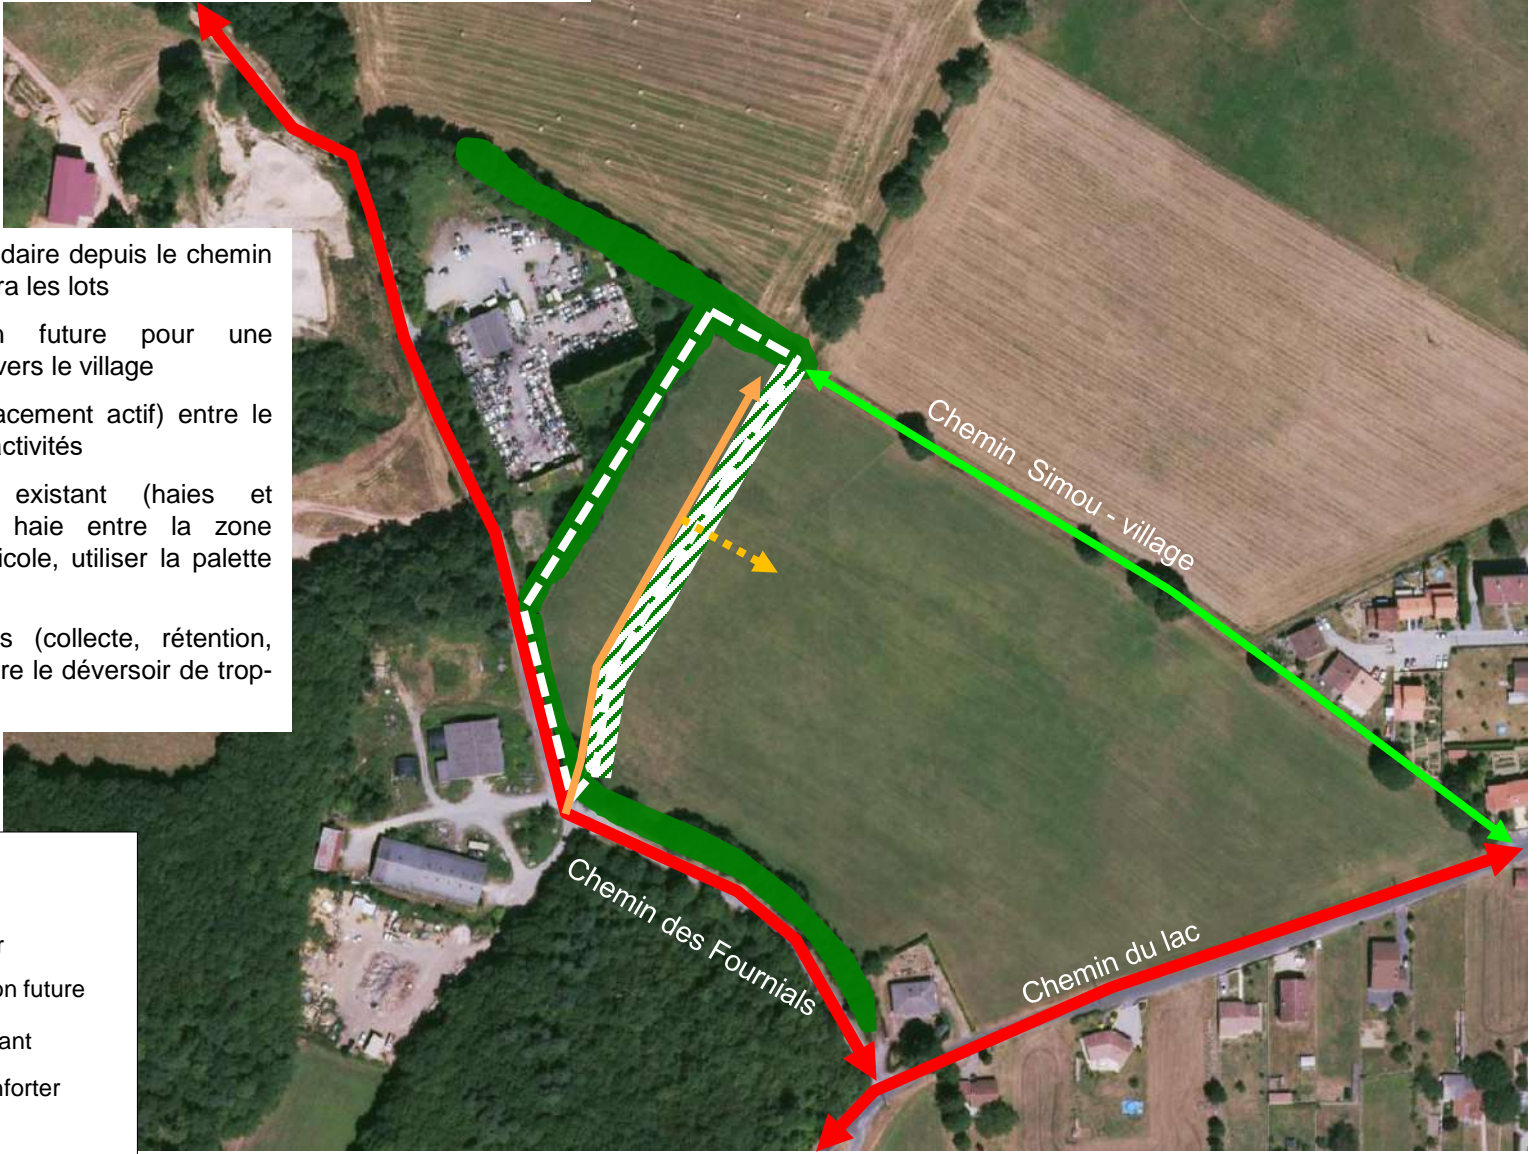 daire depuis le chemin
ra les lots
n future pour une
vers le village
acement actif) entre le
activités
existant (haies et
haie entre la zone
icole, utiliser la palette
s (collecte, rétention,
re le déversoir de trop-
r
on future
ant
nforter
Chemin Simou - village
Chemin des Fournials
Chemin du lac